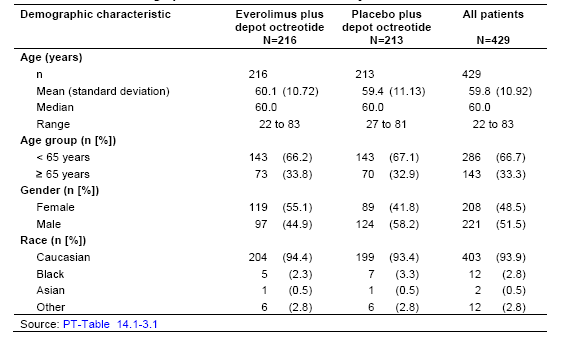 Demographic characteristic Everolimus plus depot octreotide N=216 Placebo plus depot octreotide N=213 All patients N=429
Age (years)
n 216 213 429
Mean (standard deviation) 60.1 (10.72) 59.4 (11.13) 59.8 (10.92)
Median 60.0 60.0 60.0
Range 22 to 83 27 to 81 22 to 83
Age group (n [%])
< 65 years 143 (66.2) 143 (67.1) 286 (66.7)
≥ 65 years 73 (33.8) 70 (32.9) 143 (33.3)
Gender (n [%])
Female 119 (55.1) 89 (41.8) 208 (48.5)
Male 97 (44.9) 124 (58.2) 221 (51.5)
Race (n [%])
Caucasian 204 (94.4) 199 (93.4) 403 (93.9)
Black 5 (2.3) 7 (3.3) 12 (2.8)
Asian 1 (0.5) 1 (0.5) 2 (0.5)
Other 6 (2.8) 6 (2.8) 12 (2.8)
Source: PT-Table 14.1-3.1